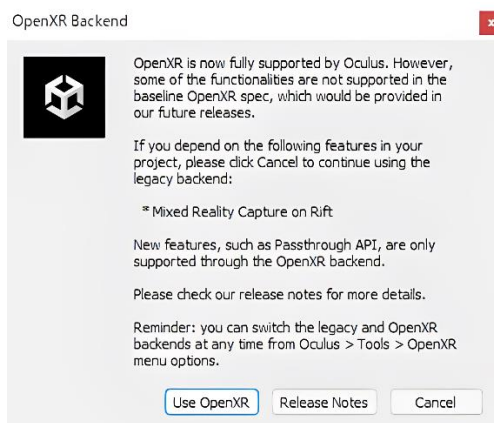 OpenXR Backend
OpenXR is now fully supported by Oculus. However,
some of the functionalities are not supported in the
baseline OpenXR spec, which would be provided in
our future releases.
If you depend on the following features in your
project, please click Cancel to continue using the
legacy backend:
* Mixed Reality Capture on Rift
New features, such as Passthrough API, are only
supported through the OpenXR backend.
Please check our release notes for more details.
Reminder: you can switch the legacy and OpenXR
backends at any time from Oculus > Tools > OpenXR
menu options.
Use OpenXR Release Notes Cancel